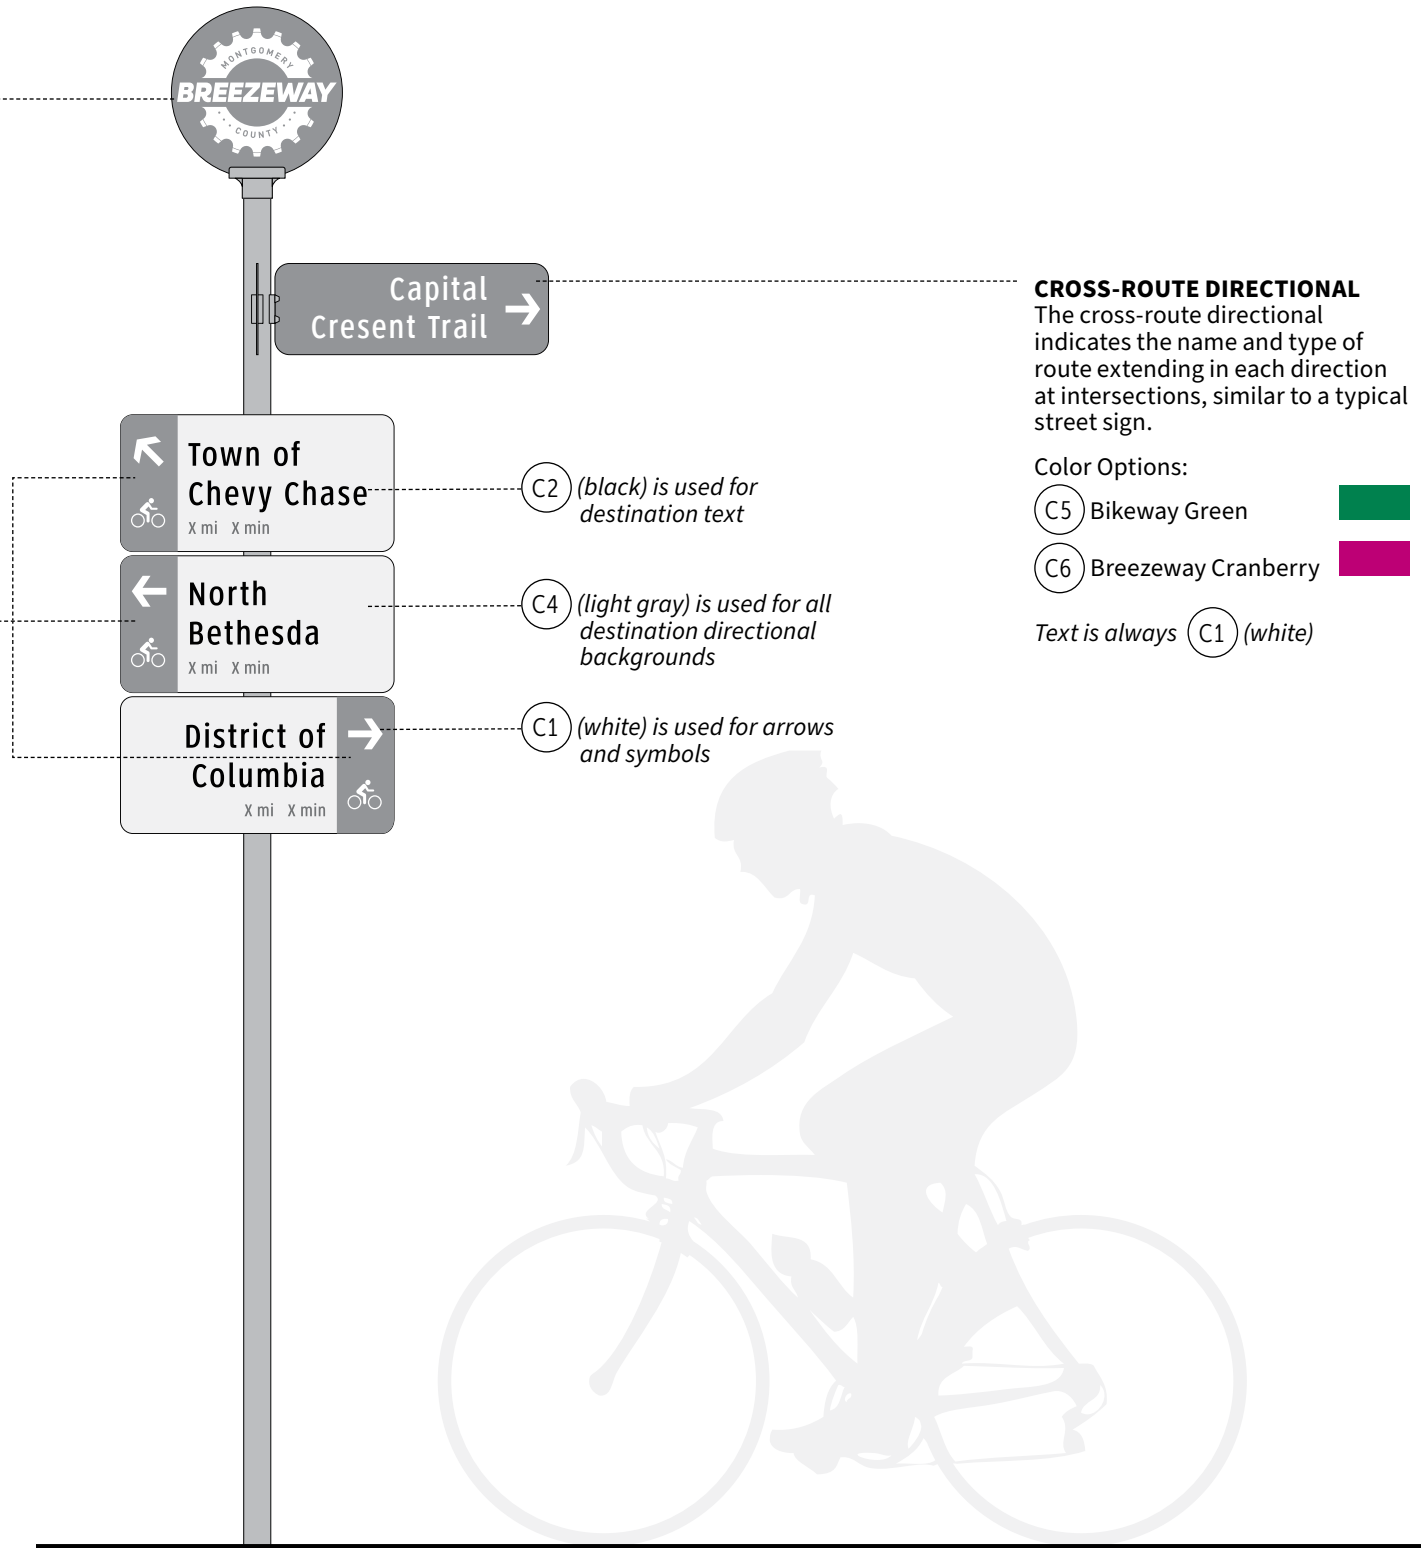 MONTGOMERY
BREEZEWAY
COUNTY
Capital
Cresent Trail
Town of
Chevy Chase
X mi X min
North
Bethesda
X mi X min
District of
Columbia
X mi X min
C2 (black) is used for
destination text
C4 (light gray) is used for all
destination directional
backgrounds
C1 (white) is used for arrows
and symbols
CROSS-ROUTE DIRECTIONAL
The cross-route directional
indicates the name and type of
route extending in each direction
at intersections, similar to a typical
street sign.
Color Options:
C5 Bikeway Green
C6 Breezeway Cranberry
Text is always C1 (white)